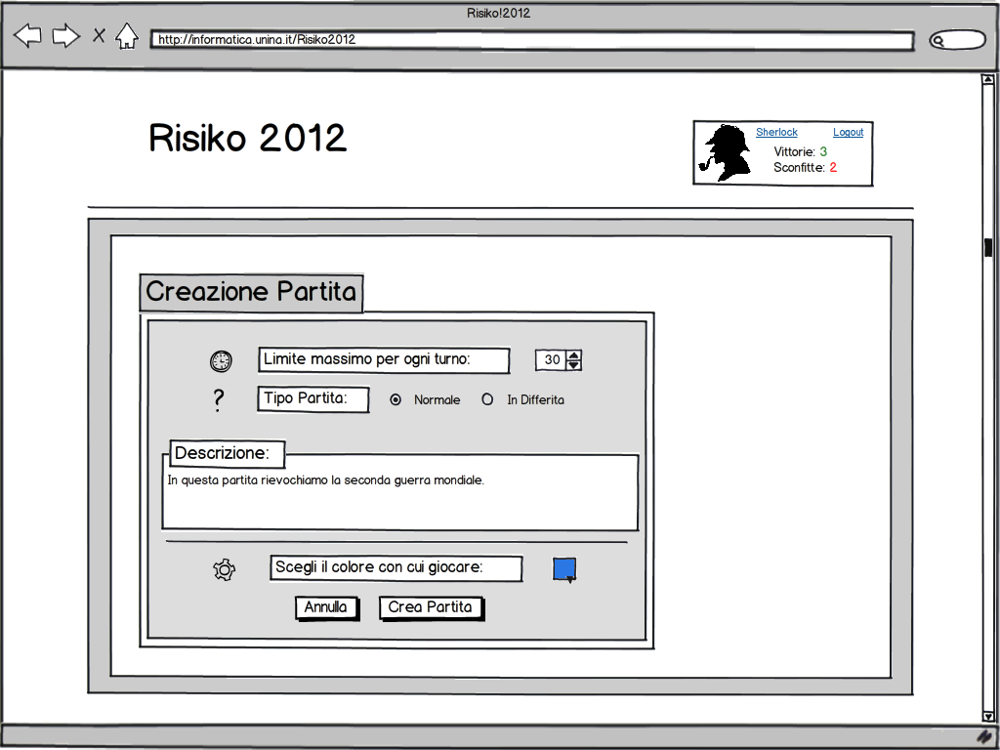 Risiko!2012
http://informatica.unina.it/Risiko2012
Risiko 2012
Sherlock Logout
Vittorie: 3
Sconfitte: 2
Creazione Partita
Limite massimo per ogni turno: 30
? Tipo Partita: Normale In Differita
Descrizione:
In questa partita rievochiamo la seconda guerra mondiale.
Scegli il colore con cui giocare:
Annulla Crea Partita